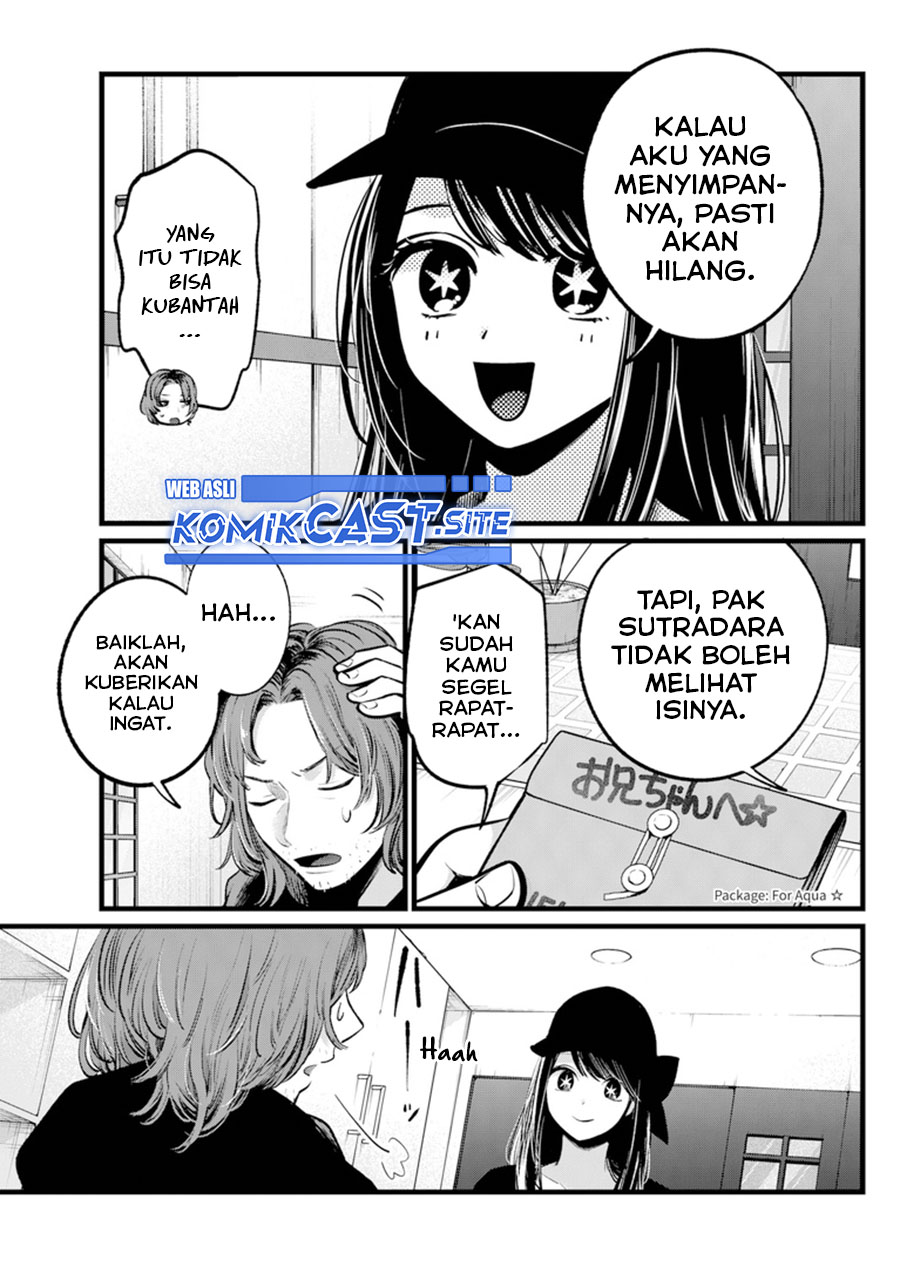 KALAU
AKU YANG
MENYIMPAN-
NYA, PASTI
AKAN
HILANG.
YANG
ITU TIDAK
BISA
KUBANTAH
...
WEB ASLI
KOMIKCAST.SITE
TAPI, PAK
SUTRADARA
TIDAK BOLEH
MELIHAT
ISINYA.
'KAN
SUDAH
KAMU
SEGEL
RAPAT-
RAPAT...
お兄ちゃんへ☆
Package: For Aqua ☆
HAH...
BAIKLAH,
AKAN
KUBERIKAN
KALAU
INGAT.
Haah